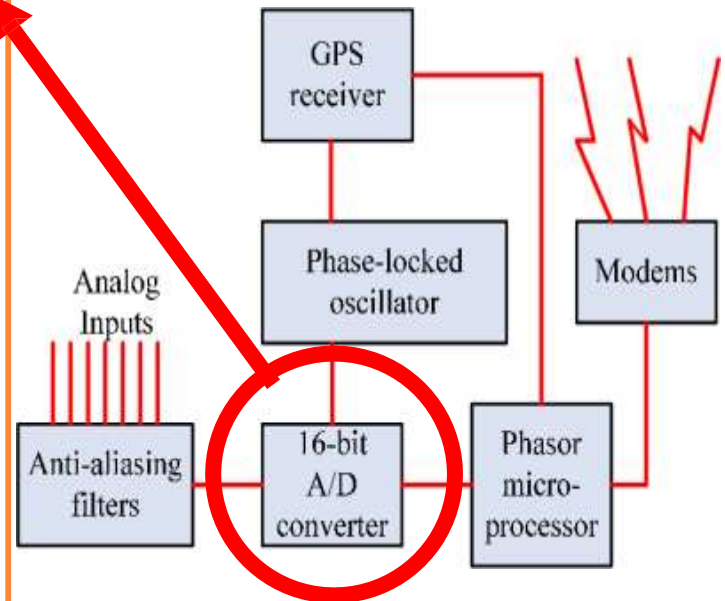 GPS
receiver
Phase-locked
oscillator
Modems
Analog
Inputs
Anti-aliasing
filters
16-bit
A/D
converter
Phasor
micro-
processor